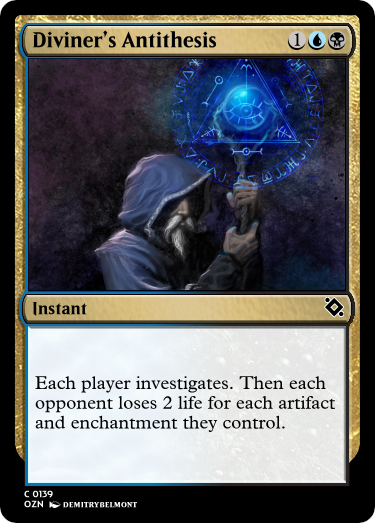 Diviner's Antithesis 1
Instant
Each player investigates. Then each
opponent loses 2 life for each artifact
and enchantment they control.
C 0139
OZN DEMITRYBELMONT